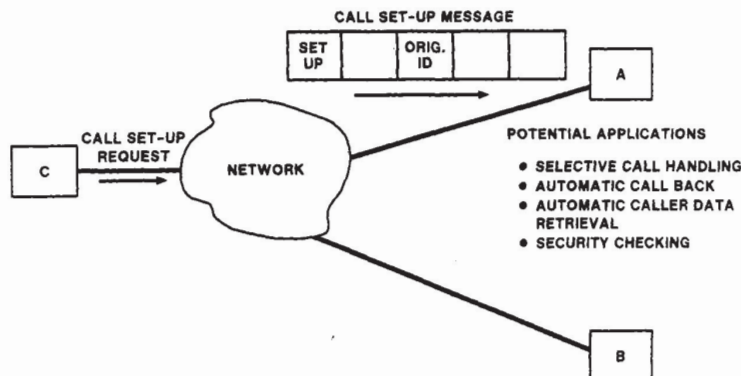 CALL SET-UP MESSAGE
SET
UP
ORIG.
ID
A
CALL SET-UP
REQUEST
C
NETWORK
POTENTIAL APPLICATIONS
• SELECTIVE CALL HANDLING
• AUTOMATIC CALL BACK
• AUTOMATIC CALLER DATA
RETRIEVAL
• SECURITY CHECKING
B